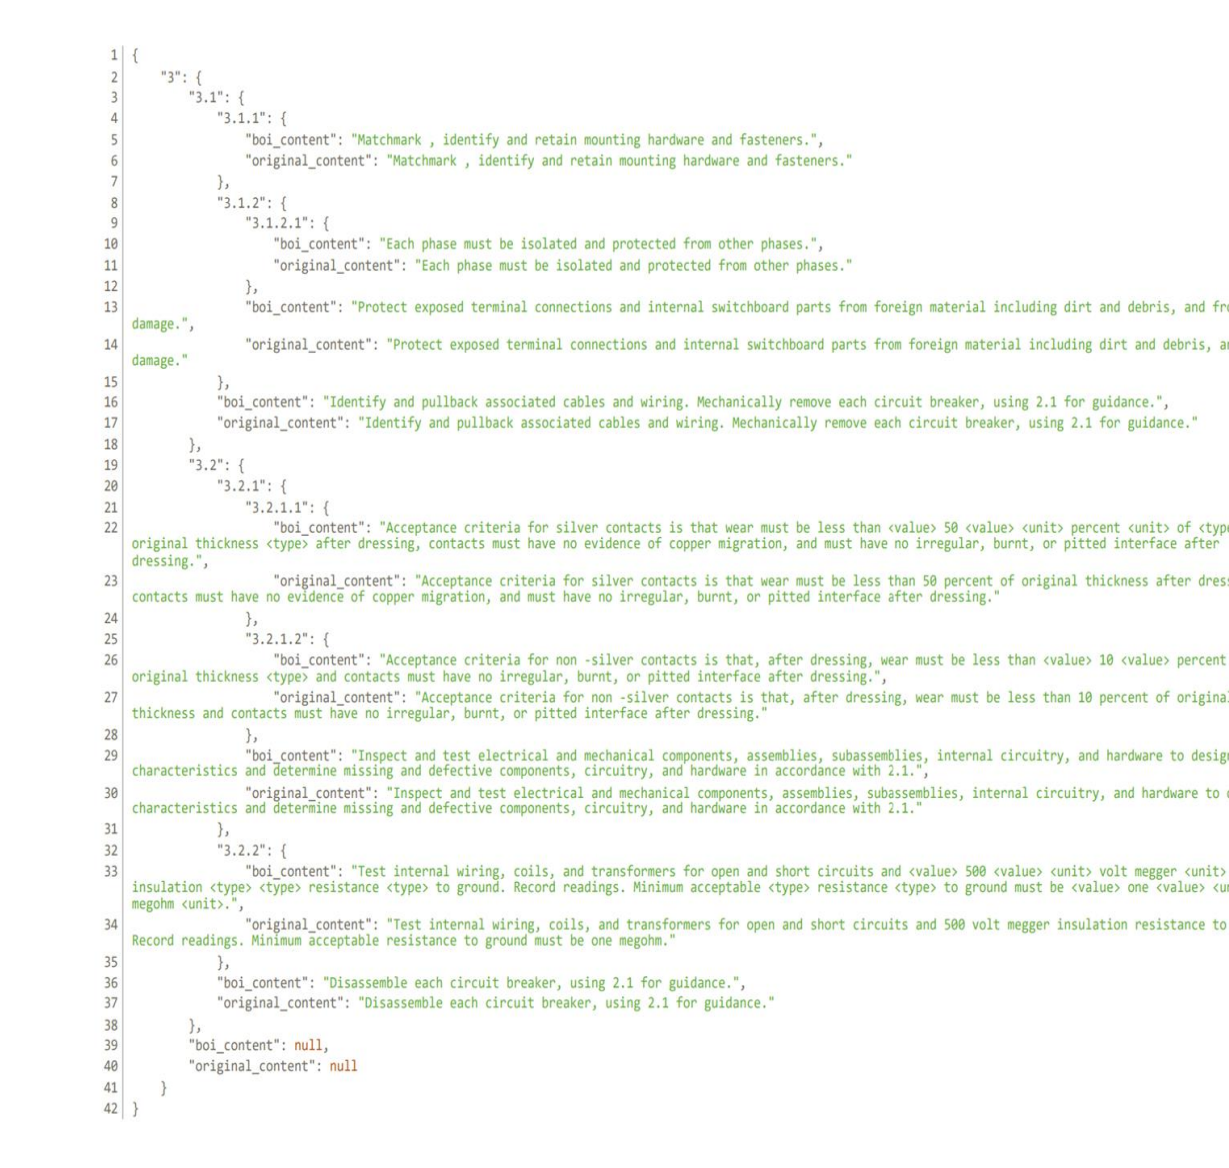 1 {
2 "3": {
3 "3.1": {
4 "3.1.1": {
5 "boi_content": "Matchmark , identify and retain mounting hardware and fasteners.",
6 "original_content": "Matchmark , identify and retain mounting hardware and fasteners."
7 },
8 "3.1.2": {
9 "3.1.2.1": {
10 "boi_content": "Each phase must be isolated and protected from other phases.",
11 "original_content": "Each phase must be isolated and protected from other phases."
12 },
13 "boi_content": "Protect exposed terminal connections and internal switchboard parts from foreign material including dirt and debris, and
damage.",
14 "original_content": "Protect exposed terminal connections and internal switchboard parts from foreign material including dirt and debris,
damage."
15 },
16 "boi_content": "Identify and pullback associated cables and wiring. Mechanically remove each circuit breaker, using 2.1 for guidance.",
17 "original_content": "Identify and pullback associated cables and wiring. Mechanically remove each circuit breaker, using 2.1 for guidance."
18 },
19 "3.2": {
20 "3.2.1": {
21 "3.2.1.1": {
22 "boi_content": "Acceptance criteria for silver contacts is that wear must be less than <value> 50 <value> <unit> percent <unit> of
original thickness <type> after dressing, contacts must have no evidence of copper migration, and must have no irregular, burnt, or pitted interface after
dressing.",
23 "original_content": "Acceptance criteria for silver contacts is that wear must be less than 50 percent of original thickness after
contacts must have no evidence of copper migration, and must have no irregular, burnt, or pitted interface after dressing."
24 },
25 "3.2.1.2": {
26 "boi_content": "Acceptance criteria for non -silver contacts is that, after dressing, wear must be less than <value> 10 <value> percent
original thickness <type> and contacts must have no irregular, burnt, or pitted interface after dressing.",
27 "original_content": "Acceptance criteria for non -silver contacts is that, after dressing, wear must be less than 10 percent of original
thickness and contacts must have no irregular, burnt, or pitted interface after dressing."
28 },
29 "boi_content": "Inspect and test electrical and mechanical components, assemblies, subassemblies, internal circuitry, and hardware to design
characteristics and determine missing and defective components, circuitry, and hardware in accordance with 2.1.",
30 "original_content": "Inspect and test electrical and mechanical components, assemblies, subassemblies, internal circuitry, and hardware to
characteristics and determine missing and defective components, circuitry, and hardware in accordance with 2.1."
31 },
32 "3.2.2": {
33 "boi_content": "Test internal wiring, coils, and transformers for open and short circuits and <value> 500 <value> <unit> volt megger <unit>
insulation <type> <type> resistance <type> to ground. Record readings. Minimum acceptable <type> resistance <type> to ground must be <value> one <value>
megohm <unit>.",
34 "original_content": "Test internal wiring, coils, and transformers for open and short circuits and 500 volt megger insulation resistance to
Record readings. Minimum acceptable resistance to ground must be one megohm."
35 },
36 "boi_content": "Disassemble each circuit breaker, using 2.1 for guidance.",
37 "original_content": "Disassemble each circuit breaker, using 2.1 for guidance."
38 },
39 "boi_content": null,
40 "original_content": null
41 }
42 }